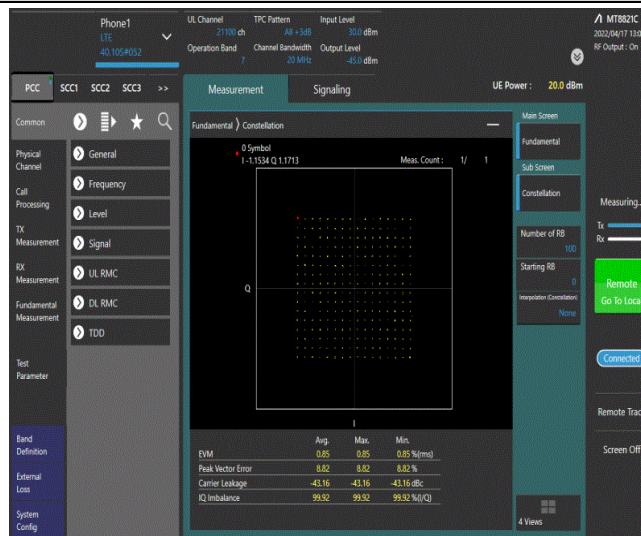 Phone1
LTE
40.105#052
UL Channel TPC Pattern Input Level
21100 ch All +3dB 30.0 dBm
Operation Band Channel Bandwidth Output Level
7 20 MHz -45.0 dBm
MT8821C
2022/04/17 13:0
RF Output : On
PCC SCC1 SCC2 SCC3 >>
Measurement Signaling
UE Power : 20.0 dBm
Common
Physical
Channel
Call
Processing
TX
Measurement
RX
Measurement
Fundamental
Measurement
Test
Parameter
Band
Definition
External
Loss
System
Config
General
Frequency
Level
Signal
UL RMC
DL RMC
TDD
Fundamental 〉 Constellation
0 Symbol
I -1.1534 Q 1.1713 Meas. Count : 1/ 1
Q
I
Avg. Max. Min.
EVM 0.85 0.85 0.85 %(rms)
Peak Vector Error 8.82 8.82 8.82 %
Carrier Leakage -43.16 -43.16 -43.16 dBc
IQ Imbalance 99.92 99.92 99.92 %(I/Q)
Main Screen
Fundamental
Sub Screen
Constellation
Number of RB
100
Starting RB
0
Interpolation (Constellation)
None
4 Views
Measuring..
Tx
Rx
Remote
Go To Loca
Connected
Remote Trac
Screen Off